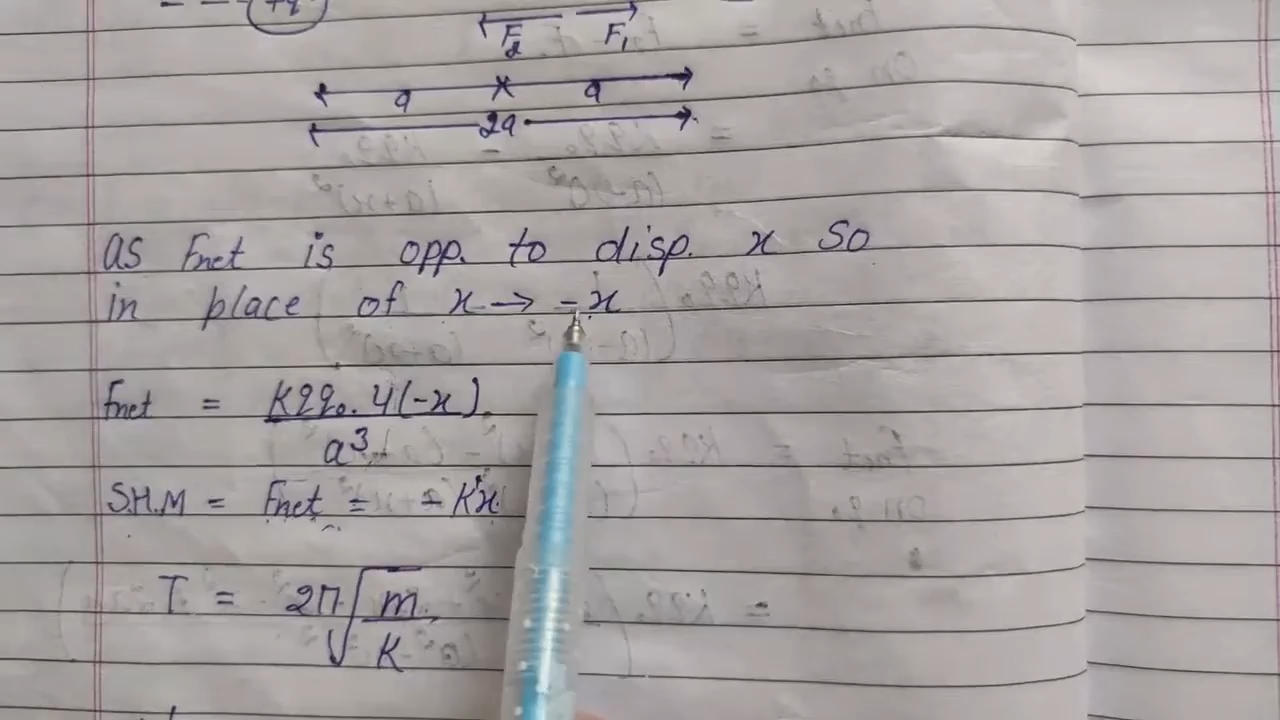 +q
F2 F1
a a
2a
as Fnet is opp. to disp. x So
in place of x → -x
Fnet = Kqq₀. 4(-x)
a³
S.H.M = Fnet = - K'x
T = 2π√m
K